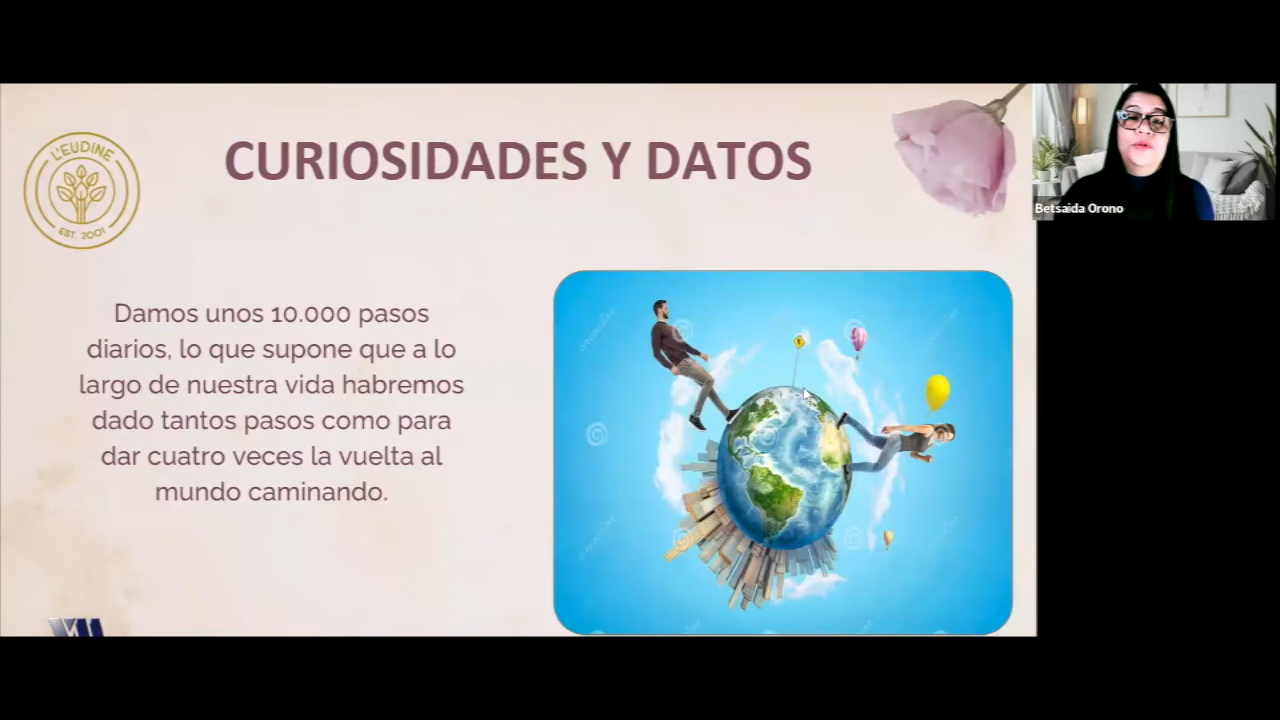 L'EUDINE
EST. 2001
CURIOSIDADES Y DATOS
Betsaida Orono
Damos unos 10.000 pasos
diarios, lo que supone que a lo
largo de nuestra vida habremos
dado tantos pasos como para
dar cuatro veces la vuelta al
mundo caminando.